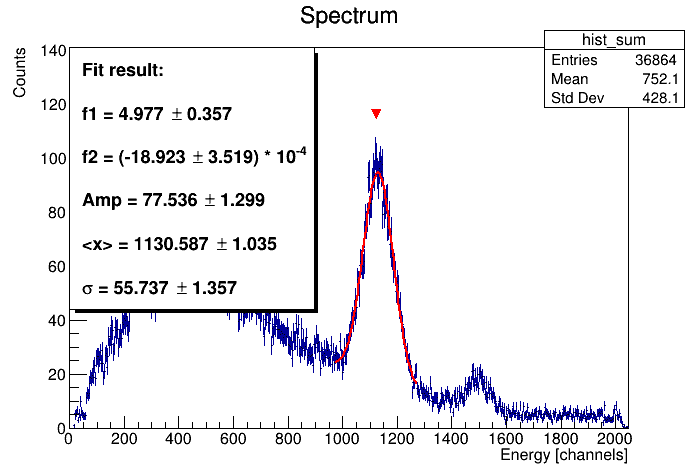 Spectrum
hist_sum
Entries 36864
Mean 752.1
Std Dev 428.1
Counts
140
120
100
80
60
40
20
0
Fit result:
f1 = 4.977 ± 0.357
f2 = (-18.923 ± 3.519) * 10^-4
Amp = 77.536 ± 1.299
<x> = 1130.587 ± 1.035
σ = 55.737 ± 1.357
0 200 400 600 800 1000 1200 1400 1600 1800 2000
Energy [channels]